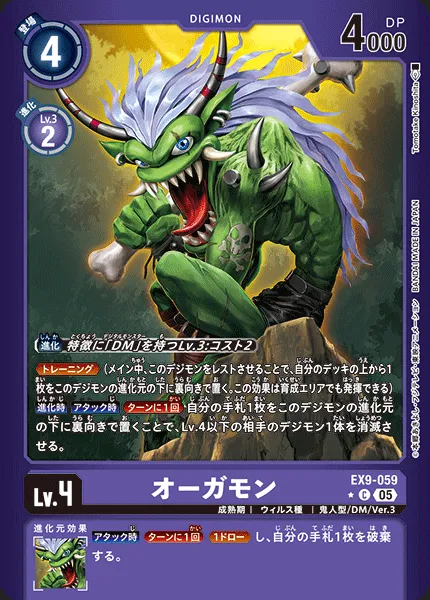 DIGIMON
登場
4
DP
4000
進化
Lv.3
2
Tomotake Kinoshita
BANDAI MADE IN JAPAN
進化 特徴に「DM」を持つLv.3:コスト2
トレーニング (メイン中、このデジモンをレストさせることで、自分のデッキの上から1
枚をこのデジモンの進化元の下に裏向きで置く。この効果は育成エリアでも発揮できる)
進化時 アタック時 ターンに1回 自分の手札1枚をこのデジモンの進化元
の下に裏向きで置くことで、Lv.4以下の相手のデジモン1体を消滅さ
せる。
EX9-059
Lv.4
オーガモン
★ C 05
成熟期 | ウィルス種 | 鬼人型/DM/Ver.3
進化元効果
アタック時 ターンに1回 1ドロー し、自分の手札1枚を破棄
する。